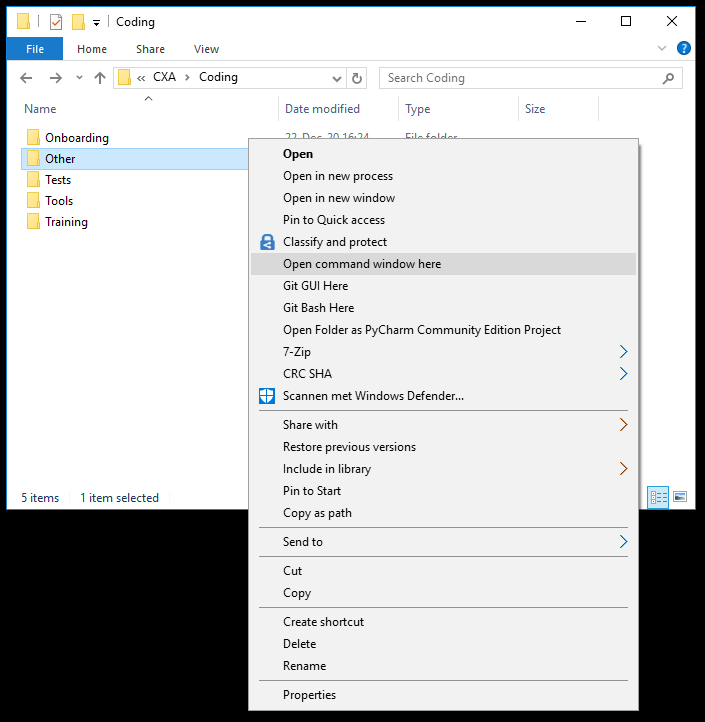 Coding
File Home Share View
« CXA > Coding
Search Coding
Name Date modified Type Size
Onboarding 22-Dec-20 16:24 File folder
Other
Tests
Tools
Training
Open
Open in new process
Open in new window
Pin to Quick access
Classify and protect
Open command window here
Git GUI Here
Git Bash Here
Open Folder as PyCharm Community Edition Project
7-Zip
CRC SHA
Scannen met Windows Defender...
Share with
Restore previous versions
Include in library
Pin to Start
Copy as path
Send to
Cut
Copy
Create shortcut
Delete
Rename
Properties
5 items 1 item selected